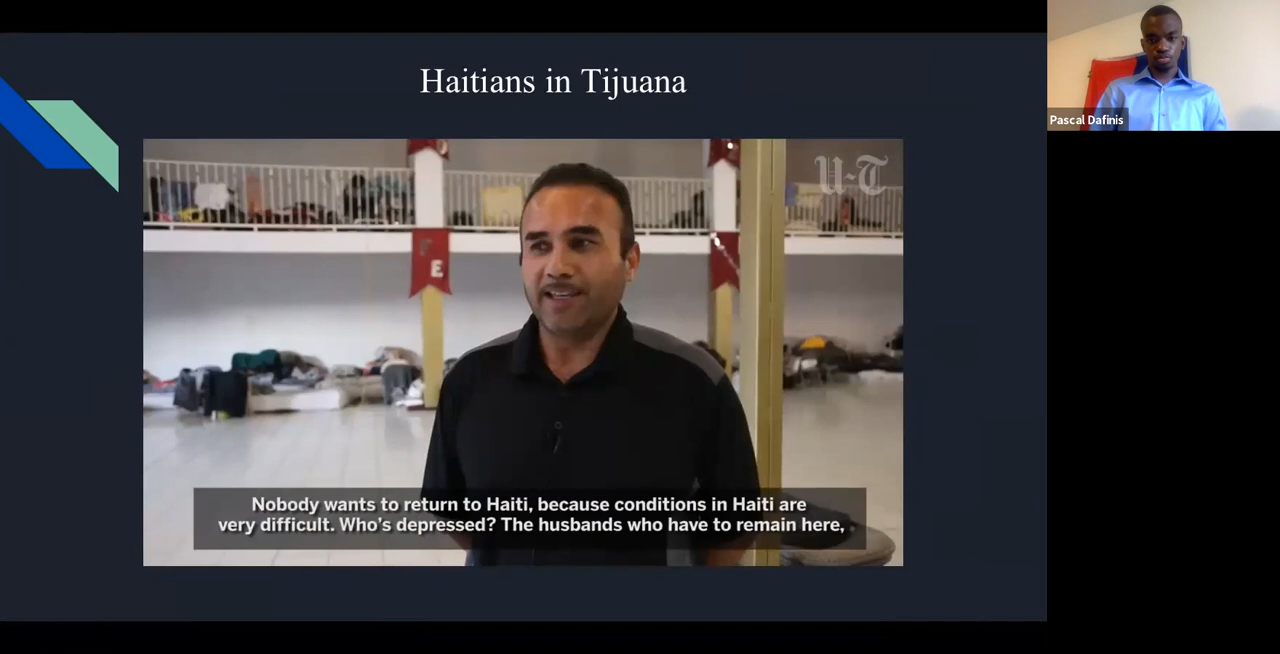 Haitians in Tijuana
Pascal Dafinis
U-T
E
Nobody wants to return to Haiti, because conditions in Haiti are
very difficult. Who's depressed? The husbands who have to remain here,